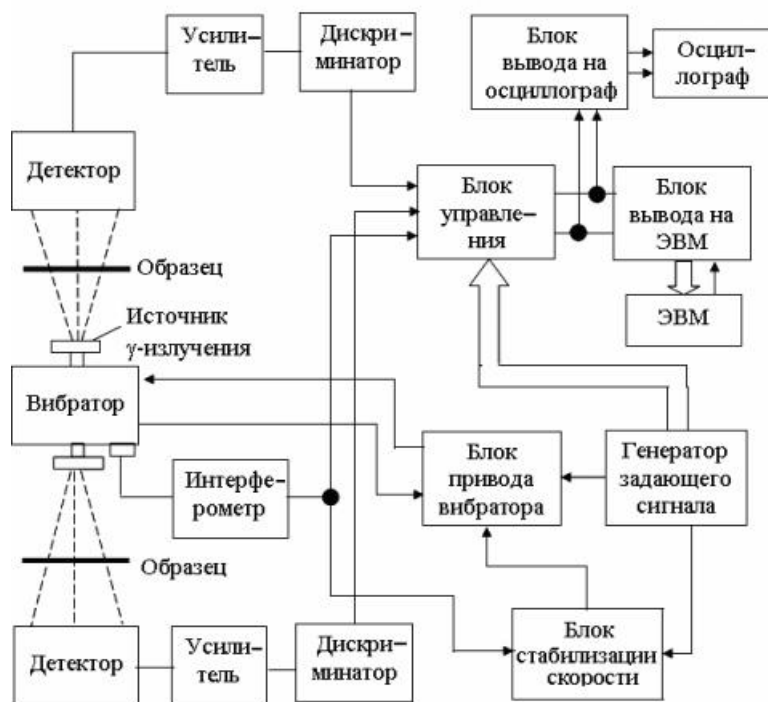 Усили–
тель
Дискри–
минатор
Блок
вывода на
осциллограф
Осцил–
лограф
Детектор
Блок
управле–
ния
Блок
вывода на
ЭВМ
Образец
Источник
γ-излучения
ЭВМ
Вибратор
Блок
привода
вибратора
Генератор
задающего
сигнала
Интерфе–
рометр
Образец
Детектор
Усили–
тель
Дискри–
минатор
Блок
стабилизации
скорости